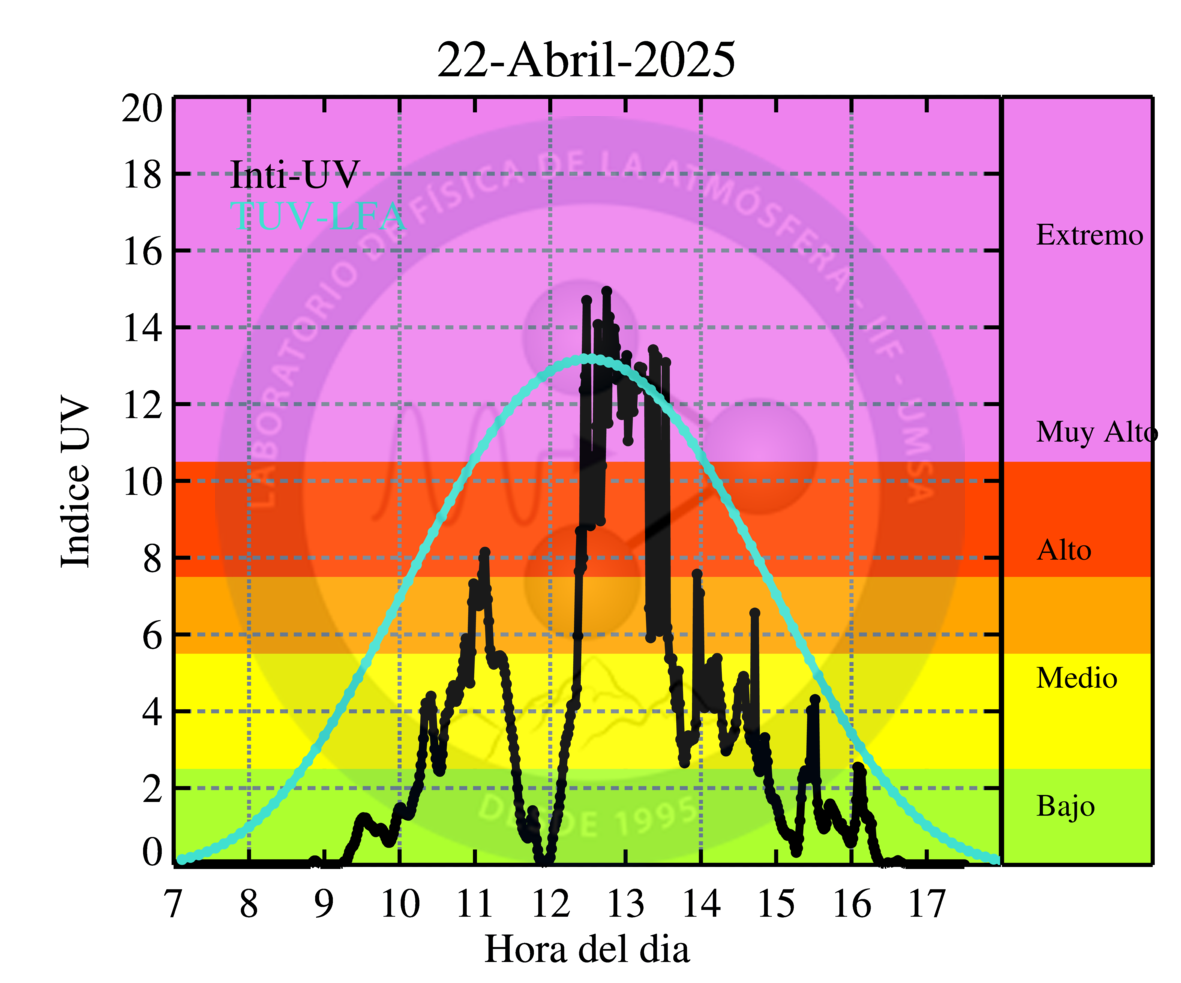 22-Abril-2025
20
18
16
14
12
10
8
6
4
2
0
Indice UV
Inti-UV
TUV-LFA
LABORATORIO DE FÍSICA DE LA ATMÓSFERA - IIF - UMSA
DESDE 1995
Extremo
Muy Alto
Alto
Medio
Bajo
7 8 9 10 11 12 13 14 15 16 17
Hora del dia